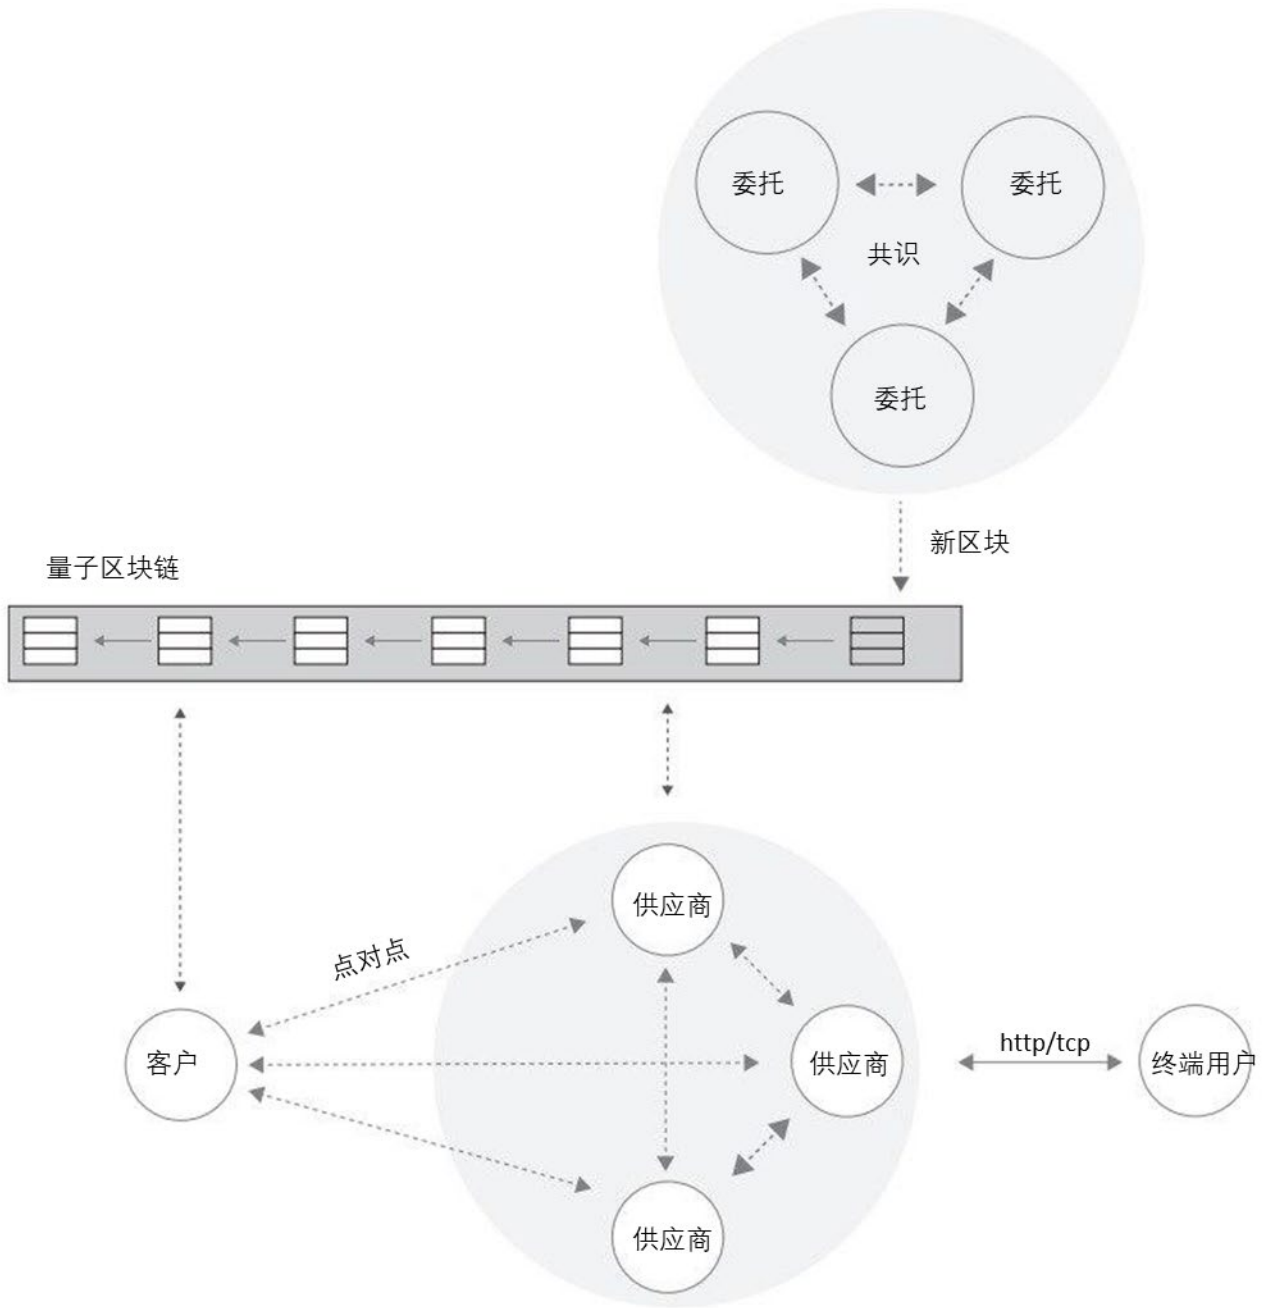 委托
委托
共识
委托
新区块
量子区块链
供应商
点对点
客户
供应商
http/tcp
终端用户
供应商